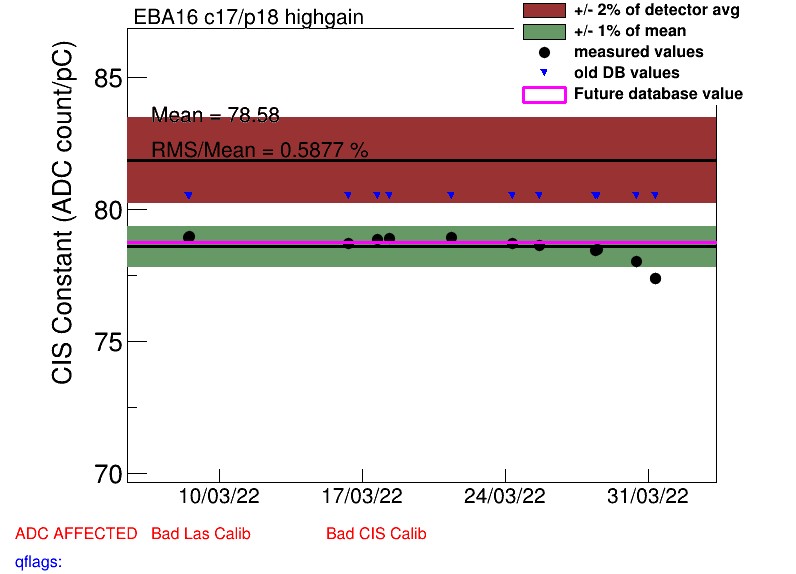 EBA16 c17/p18 highgain
+/- 2% of detector avg
+/- 1% of mean
measured values
old DB values
Future database value
Mean = 78.58
RMS/Mean = 0.5877 %
CIS Constant (ADC count/pC)
85
80
75
70
10/03/22 17/03/22 24/03/22 31/03/22
ADC AFFECTED Bad Las Calib Bad CIS Calib
qflags: